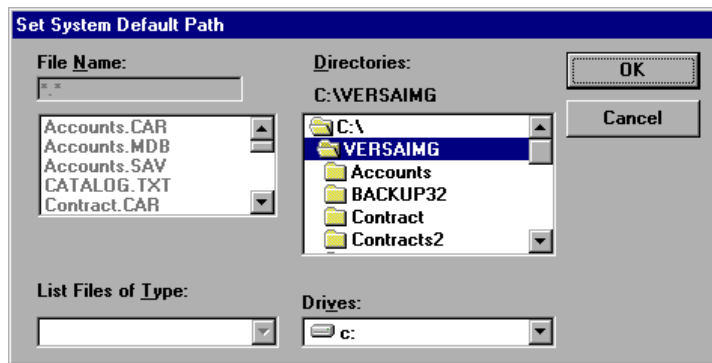 Set System Default Path
File Name:
*.*
Accounts.CAR
Accounts.MDB
Accounts.SAV
CATALOG.TXT
Contract.CAR
List Files of Type:
Directories:
C:\VERSAIMG
C:\
VERSAIMG
Accounts
BACKUP32
Contract
Contracts2
Drives:
c:
OK
Cancel